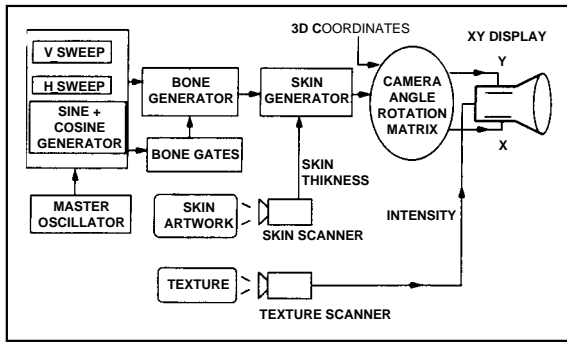 3D COORDINATES
XY DISPLAY
V SWEEP
H SWEEP
SINE +
COSINE
GENERATOR
BONE
GENERATOR
BONE GATES
SKIN
GENERATOR
CAMERA
ANGLE
ROTATION
MATRIX
Y
X
MASTER
OSCILLATOR
SKIN
ARTWORK
SKIN
THIKNESS
SKIN SCANNER
INTENSITY
TEXTURE
TEXTURE SCANNER